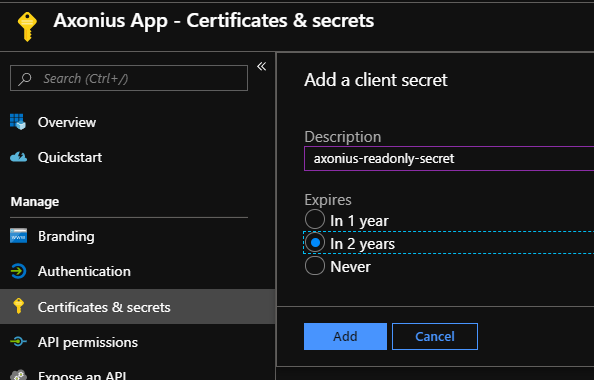 Axonius App - Certificates & secrets
Search (Ctrl+/)
«
Overview
Quickstart
Manage
Branding
Authentication
Certificates & secrets
API permissions
Expose an API
Add a client secret
Description
axonius-readonly-secret
Expires
In 1 year
In 2 years
Never
Add
Cancel